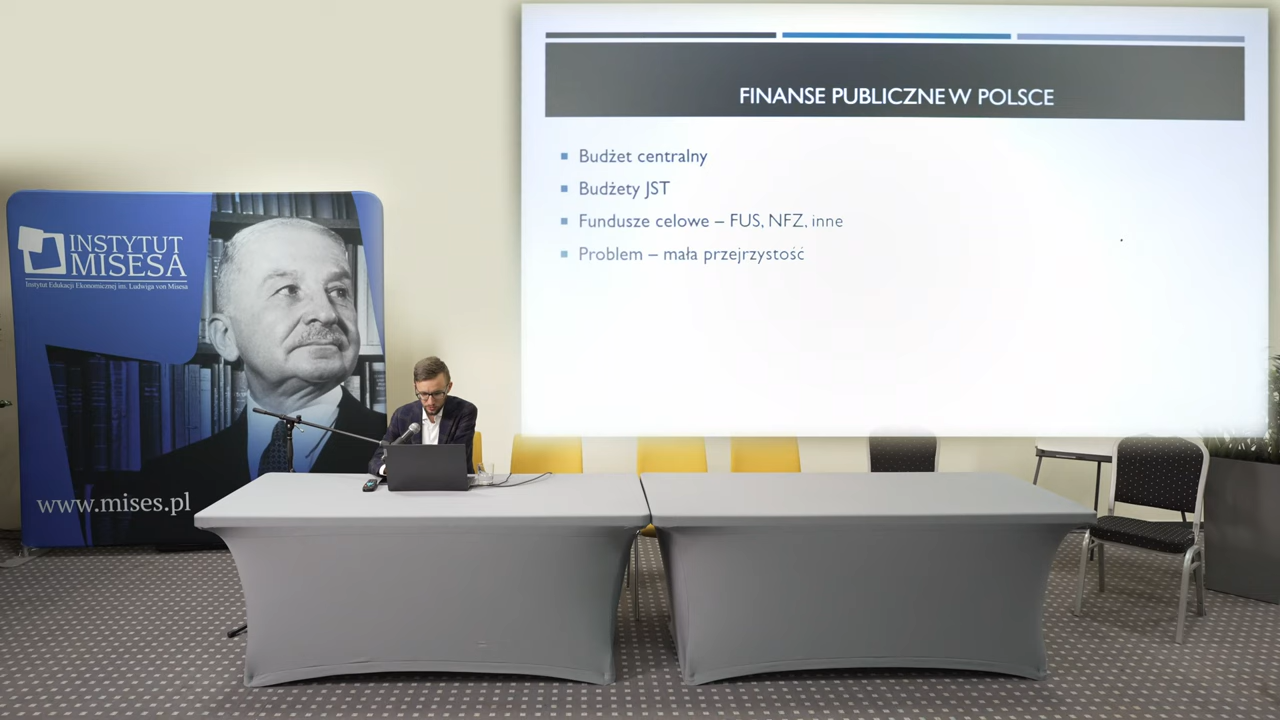 FINANSE PUBLICZNE W POLSCE
Budżet centralny
Budżety JST
Fundusze celowe – FUS, NFZ, inne
Problem – mała przejrzystość
INSTYTUT
MISESA
Instytut Edukacji Ekonomicznej im. Ludwiga von Misesa
www.mises.pl